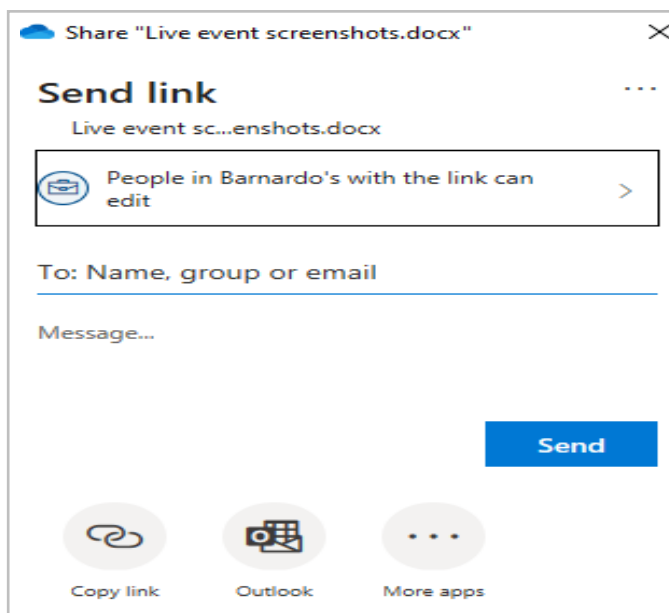 Share "Live event screenshots.docx"
Send link
Live event sc...enshots.docx
People in Barnardo's with the link can
edit
To: Name, group or email
Message...
Send
Copy link
Outlook
More apps